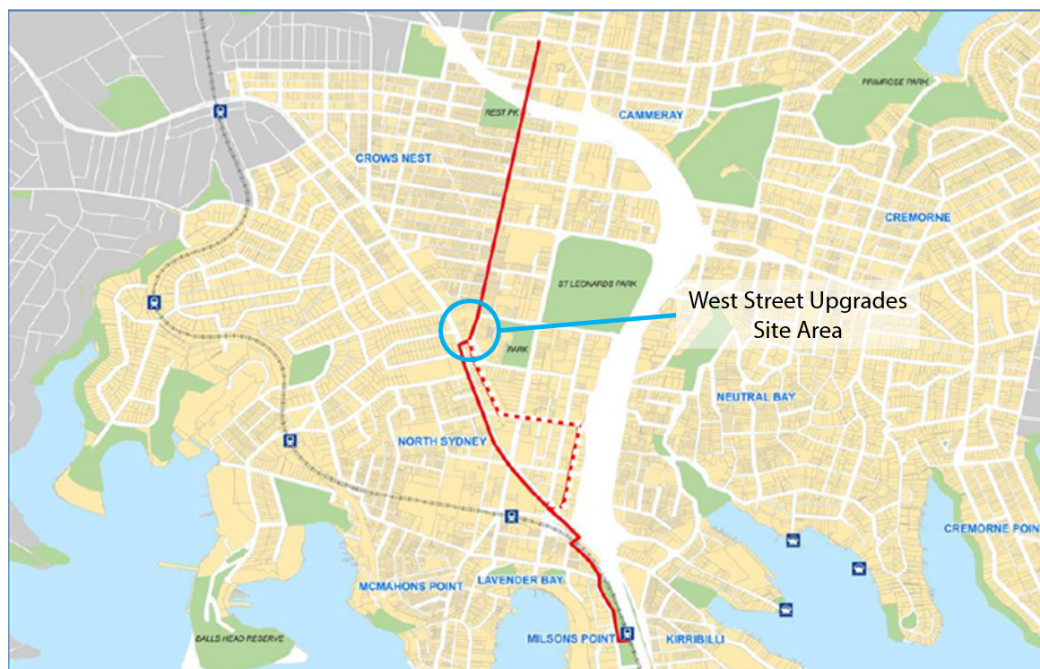 PRIMROSE PARK
REST PK
CAMMERAY
CROWS NEST
CREMORNE
ST LEONARDS PARK
West Street Upgrades
Site Area
PARK
NEUTRAL BAY
NORTH SYDNEY
CREMORNE POINT
MCMAHONS POINT
LAVENDER BAY
BALLS HEAD RESERVE
MILSONS POINT
KIRRIBILLI